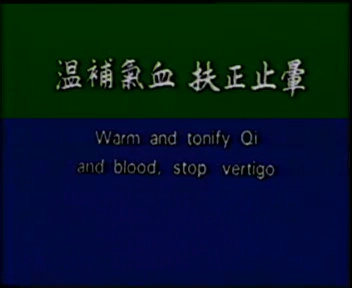 温補氣血 扶正止暈
Warm and tonify Qi
and blood, stop vertigo